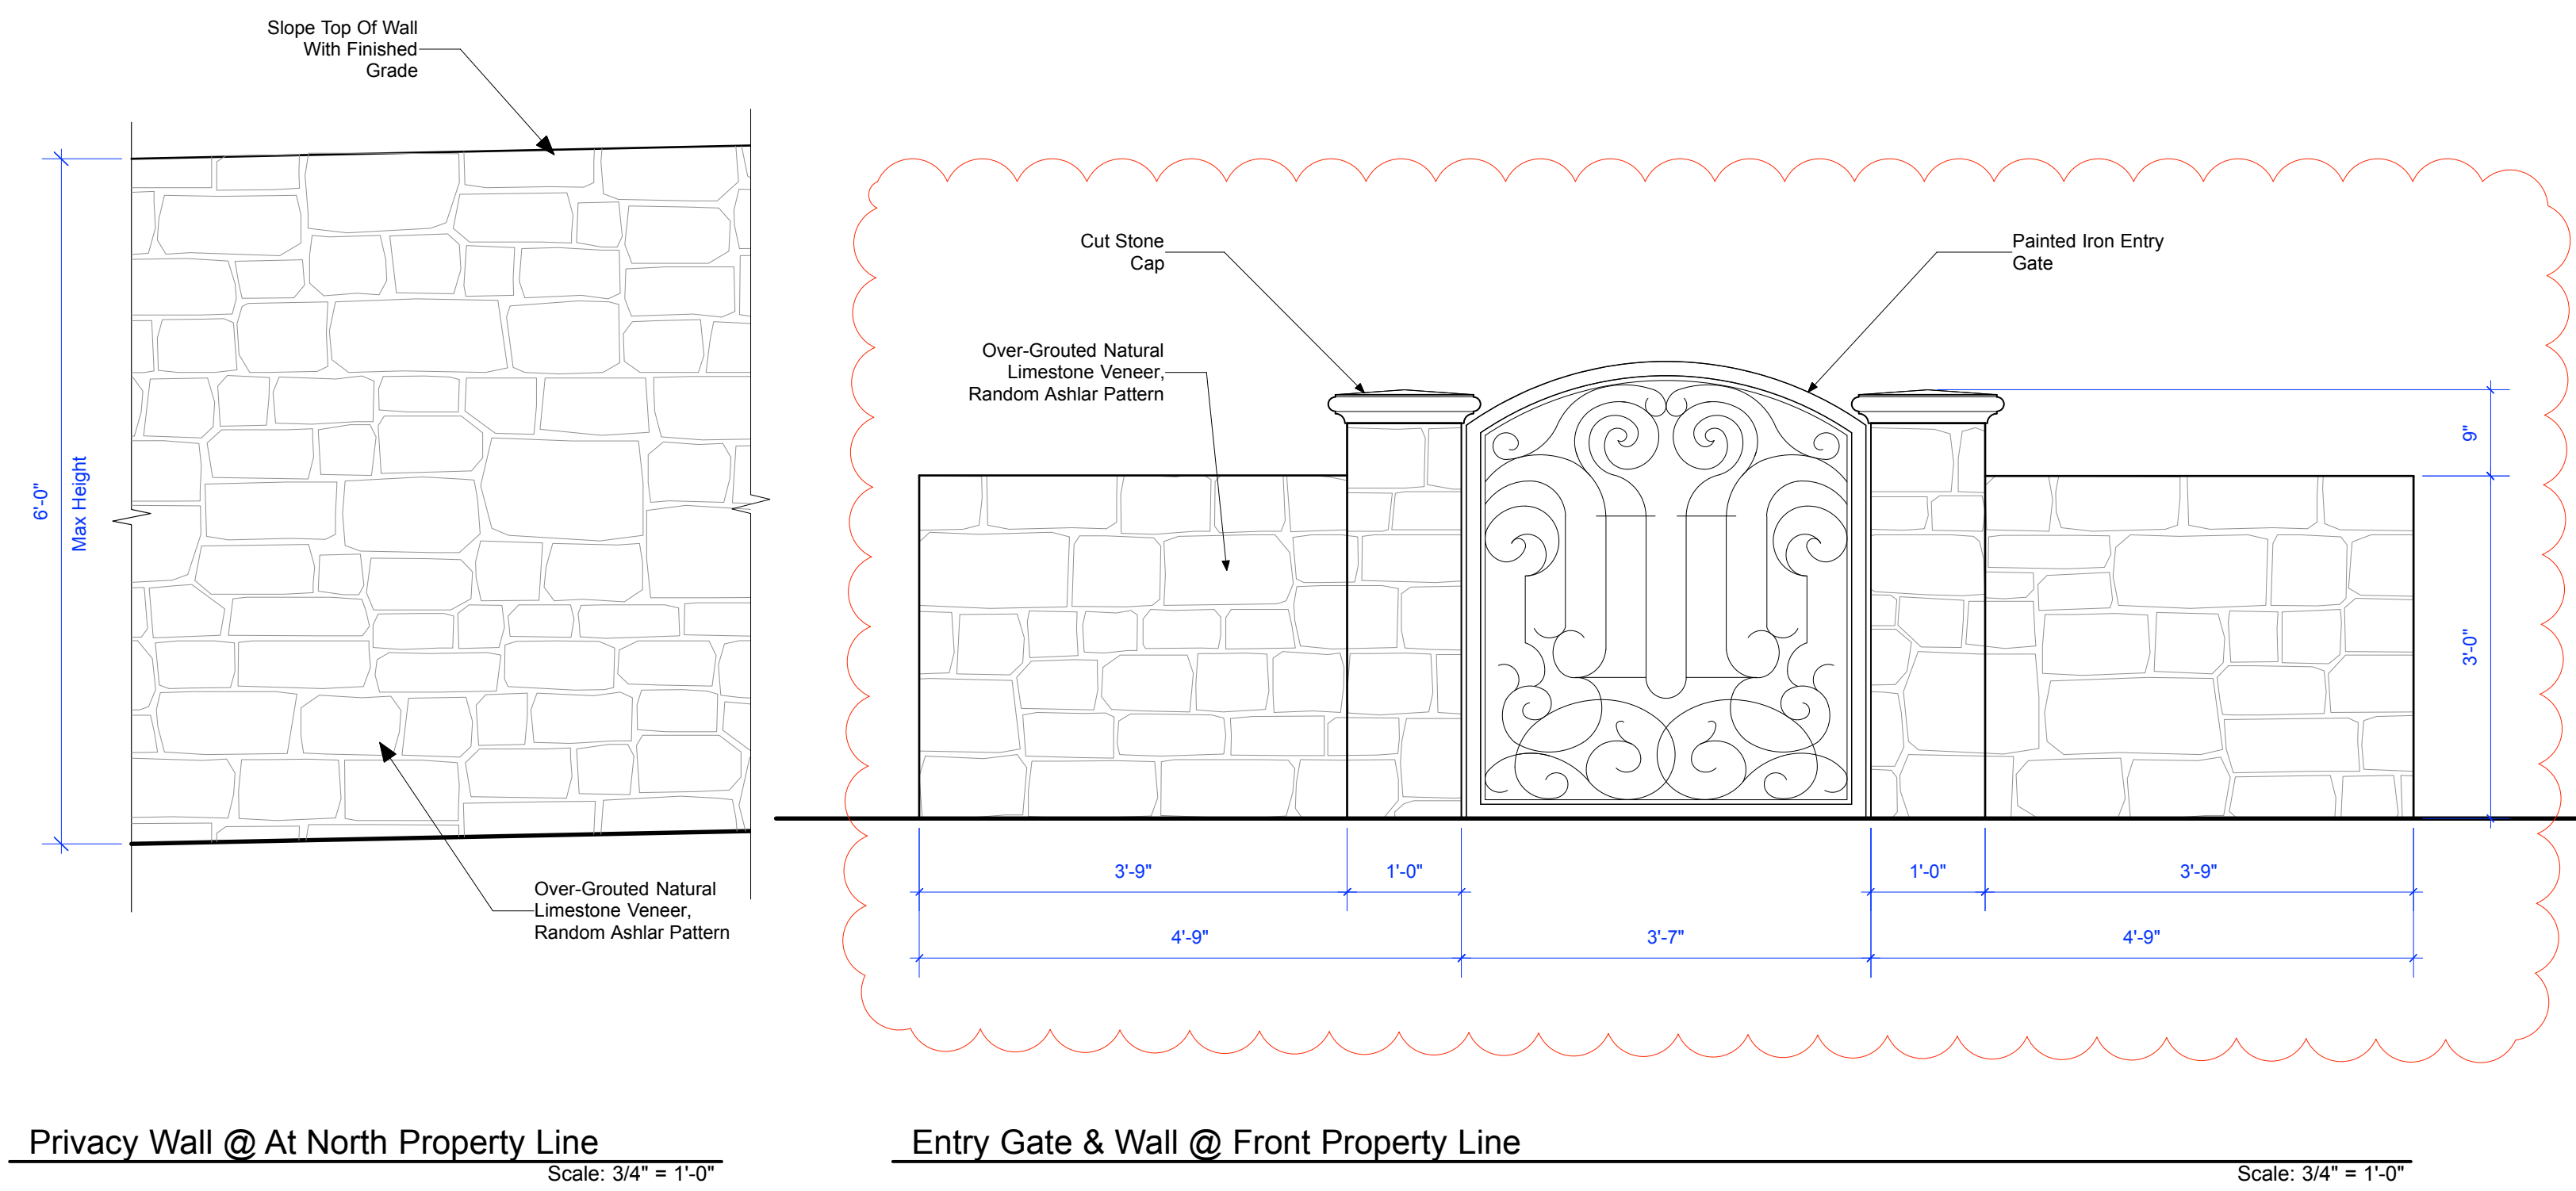 Slope Top Of Wall
With Finished
Grade
6'-0"
Max Height
Over-Grouted Natural
Limestone Veneer,
Random Ashlar Pattern
Privacy Wall @ At North Property Line
Scale: 3/4" = 1'-0"
Cut Stone
Cap
Painted Iron Entry
Gate
Over-Grouted Natural
Limestone Veneer,
Random Ashlar Pattern
9"
3'-0"
3'-9" 1'-0" 1'-0" 3'-9"
4'-9" 3'-7" 4'-9"
Entry Gate & Wall @ Front Property Line
Scale: 3/4" = 1'-0"